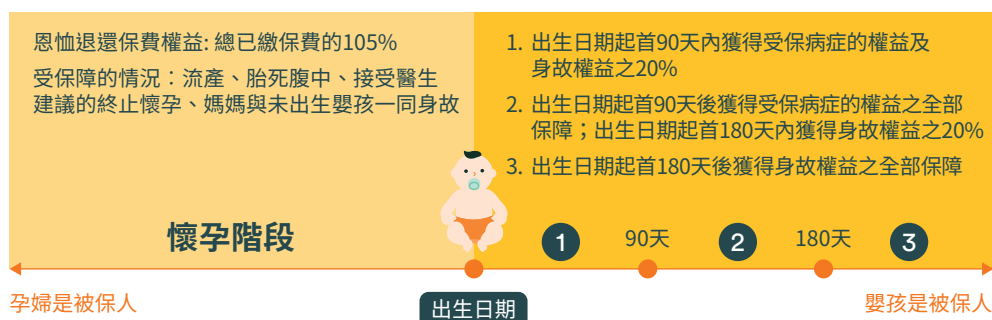 恩恤退還保費權益: 總已繳保費的105%
受保障的情況：流產、胎死腹中、接受醫生
建議的終止懷孕、媽媽與未出生嬰孩一同身故
1. 出生日期起首90天內獲得受保病症的權益及
身故權益之20%
2. 出生日期起首90天後獲得受保病症的權益之全部
保障；出生日期起首180天內獲得身故權益之20%
3. 出生日期起首180天後獲得身故權益之全部保障
懷孕階段
1
90天
2
180天
3
孕婦是被保人
出生日期
嬰孩是被保人